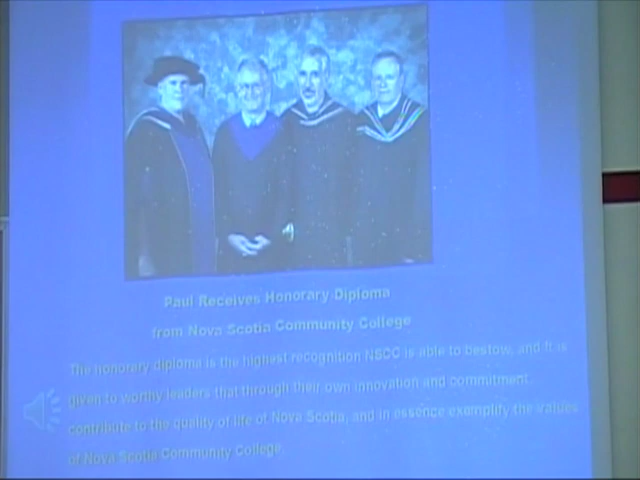 Paul Receives Honorary Diploma
from Nova Scotia Community College
The honorary diploma is the highest recognition NSCC is able to bestow, and it is
given to worthy leaders that through their own innovation and commitment,
contribute to the quality of life of Nova Scotia, and in essence exemplify the values
of Nova Scotia Community College.